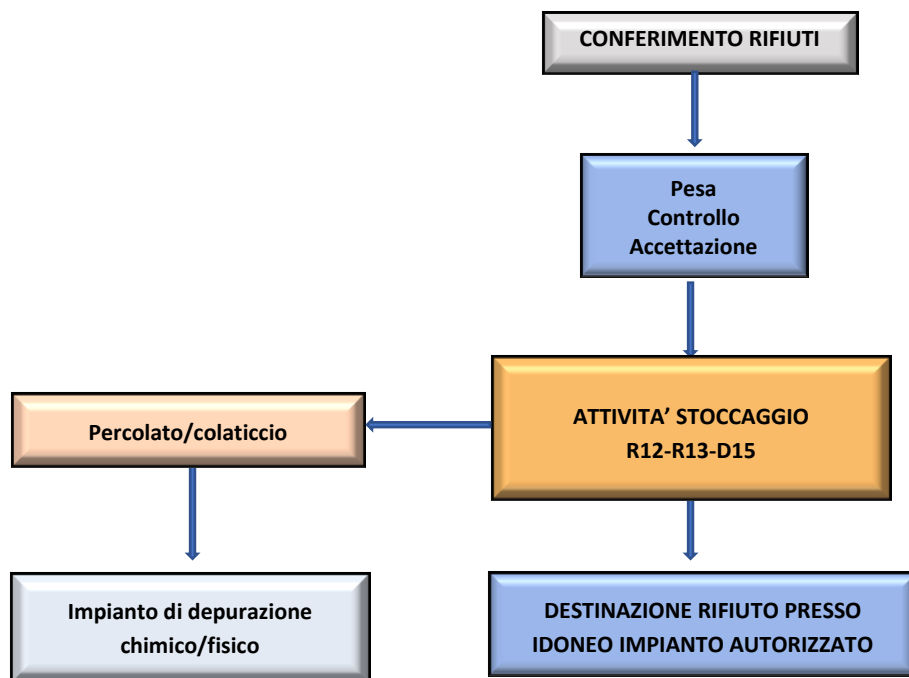 CONFERIMENTO RIFIUTI
Pesa
Controllo
Accettazione
ATTIVITA’ STOCCAGGIO
R12-R13-D15
Percolato/colaticcio
Impianto di depurazione
chimico/fisico
DESTINAZIONE RIFIUTO PRESSO
IDONEO IMPIANTO AUTORIZZATO